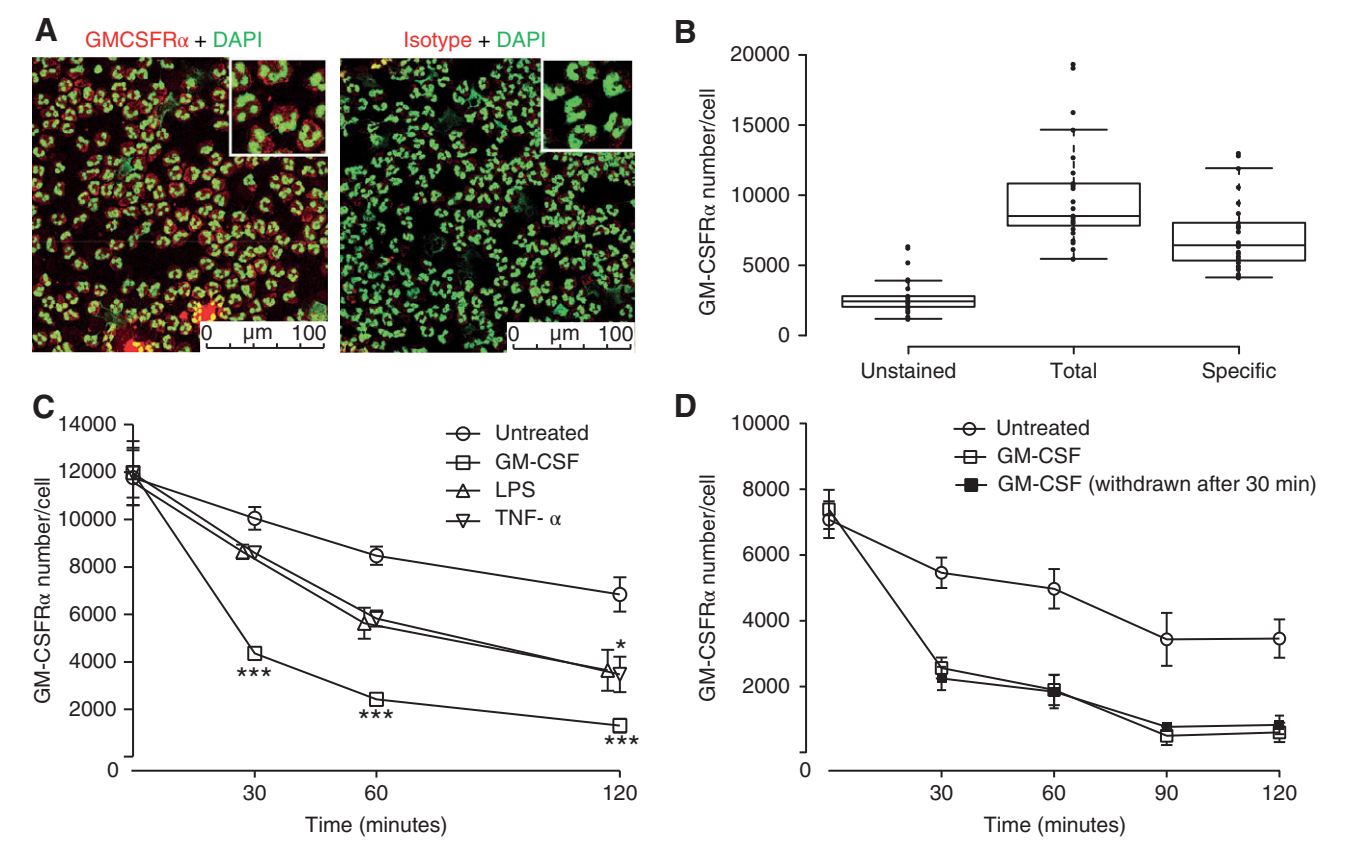 A
GMCSFRα + DAPI
Isotype + DAPI
0 µm 100
0 µm 100
B
GM-CSFRα number/cell
20000
15000
10000
5000
0
Unstained Total Specific
C
GM-CSFRα number/cell
14000
12000
10000
8000
6000
4000
2000
0
Untreated
GM-CSF
LPS
TNF- α
*
***
***
***
30 60 120
Time (minutes)
D
GM-CSFRα number/cell
10000
8000
6000
4000
2000
0
Untreated
GM-CSF
GM-CSF (withdrawn after 30 min)
30 60 90 120
Time (minutes)